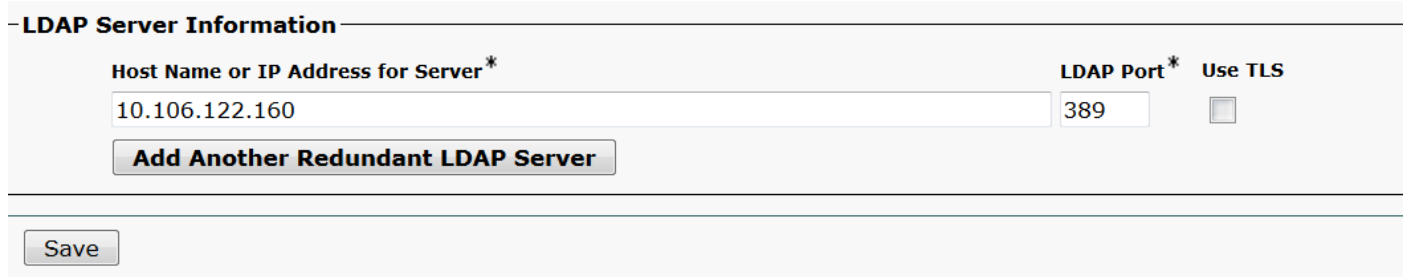 LDAP Server Information
Host Name or IP Address for Server* LDAP Port* Use TLS
10.106.122.160 389
Add Another Redundant LDAP Server
Save